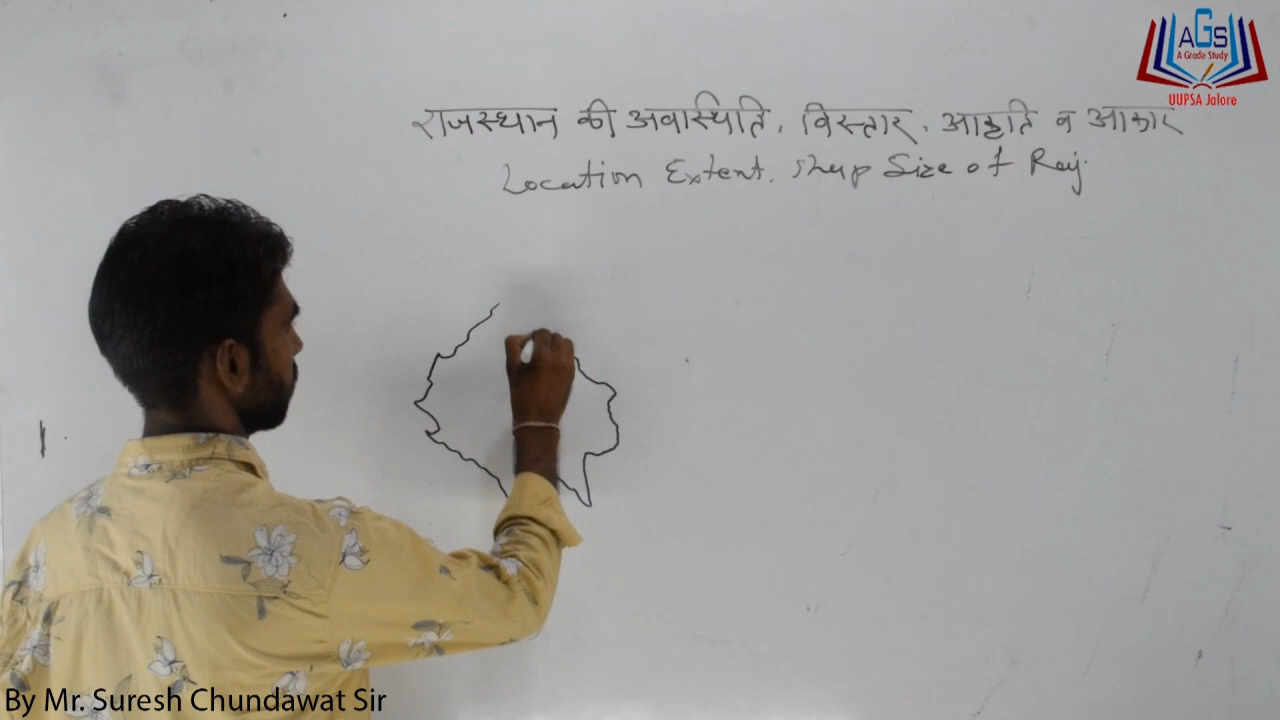 AGS
A Grade Study
UUPSA Jalore
राजस्थान की अवास्थिति, विस्तार, आकृति व आकार
Location Extent, Shap Size of Raj.
By Mr. Suresh Chundawat Sir